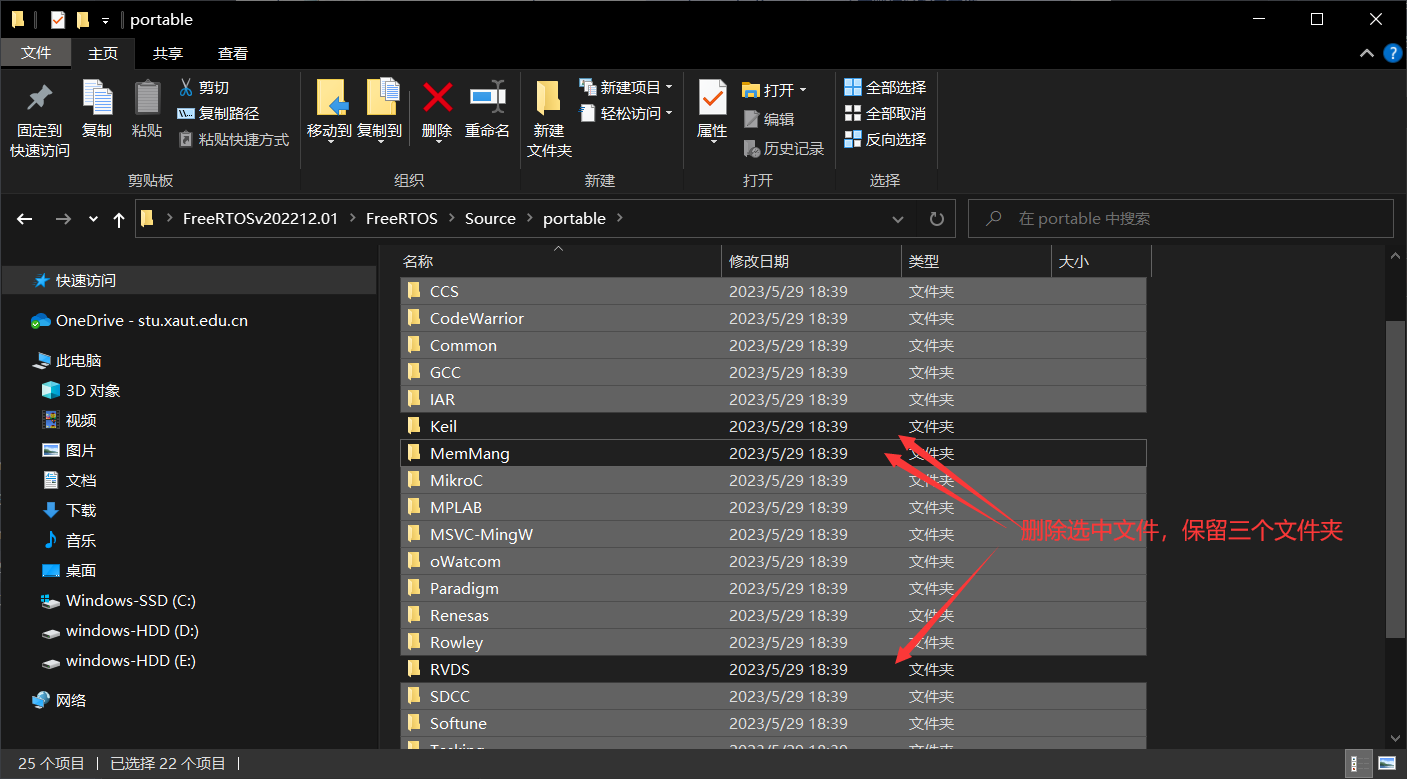 portable
文件 主页 共享 查看
固定到
快速访问
复制
粘贴
剪切
复制路径
粘贴快捷方式
剪贴板
移动到
复制到
删除
重命名
组织
新建
文件夹
新建项目
轻松访问
新建
属性
打开
编辑
历史记录
打开
全部选择
全部取消
反向选择
选择
FreeRTOSv202212.01 FreeRTOS Source portable
在 portable 中搜索
快速访问
OneDrive - stu.xaut.edu.cn
此电脑
3D 对象
视频
图片
文档
下载
音乐
桌面
Windows-SSD (C:)
windows-HDD (D:)
windows-HDD (E:)
网络
名称 修改日期 类型 大小
CCS 2023/5/29 18:39 文件夹
CodeWarrior 2023/5/29 18:39 文件夹
Common 2023/5/29 18:39 文件夹
GCC 2023/5/29 18:39 文件夹
IAR 2023/5/29 18:39 文件夹
Keil 2023/5/29 18:39 文件夹
MemMang 2023/5/29 18:39 文件夹
MikroC 2023/5/29 18:39 文件夹
MPLAB 2023/5/29 18:39 文件夹
MSVC-MingW 2023/5/29 18:39 文件夹
删除选中文件，保留三个文件夹
oWatcom 2023/5/29 18:39 文件夹
Paradigm 2023/5/29 18:39 文件夹
Renesas 2023/5/29 18:39 文件夹
Rowley 2023/5/29 18:39 文件夹
RVDS 2023/5/29 18:39 文件夹
SDCC 2023/5/29 18:39 文件夹
Softune 2023/5/29 18:39 文件夹
25 个项目 已选择 22 个项目